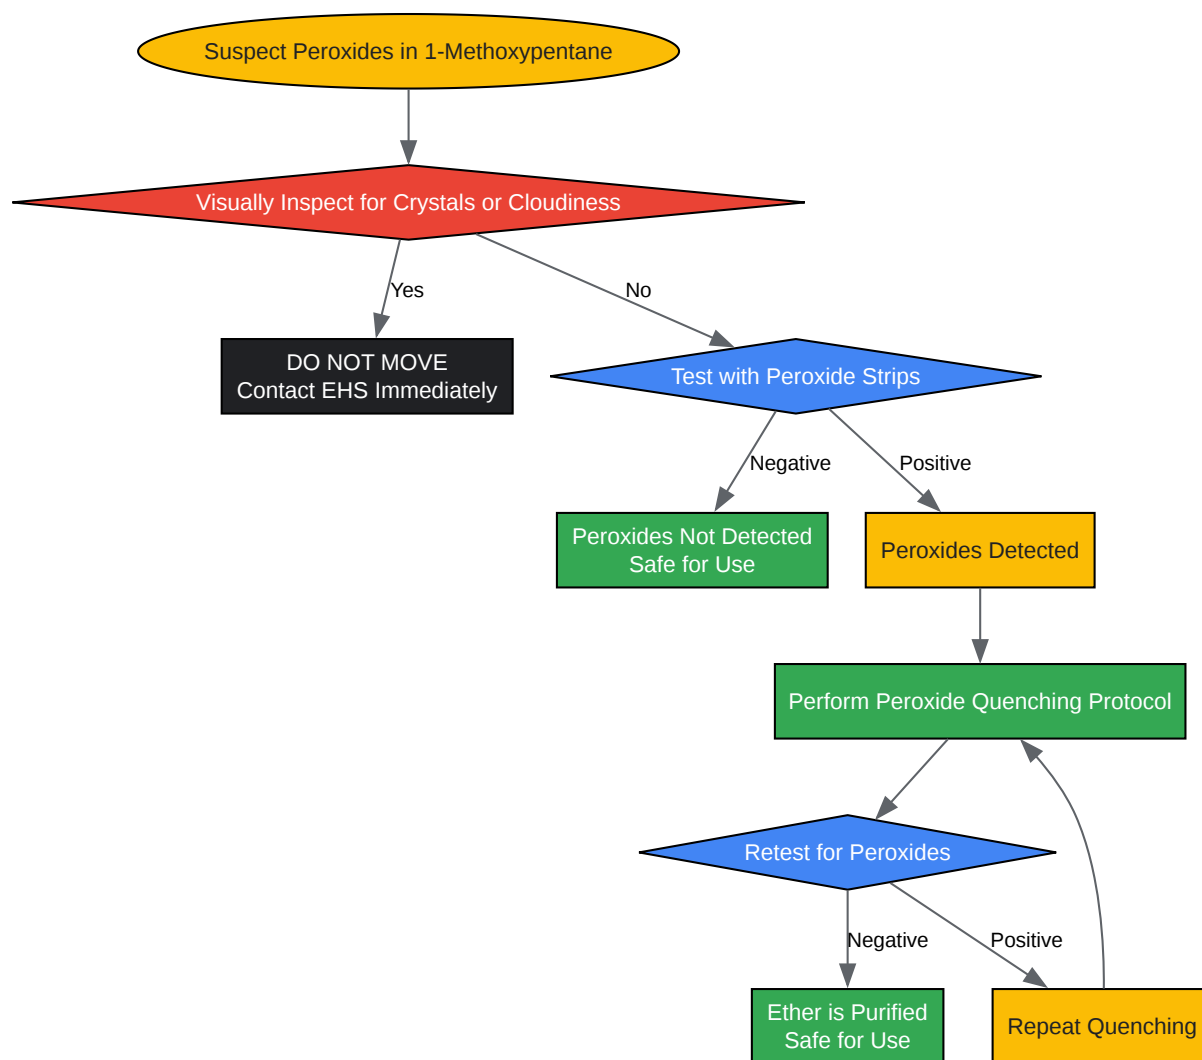 Suspect Peroxides in 1-Methoxypentane
Visually Inspect for Crystals or Cloudiness
Yes
No
DO NOT MOVE
Contact EHS Immediately
Test with Peroxide Strips
Negative
Positive
Peroxides Not Detected
Safe for Use
Peroxides Detected
Perform Peroxide Quenching Protocol
Retest for Peroxides
Negative
Positive
Ether is Purified
Safe for Use
Repeat Quenching